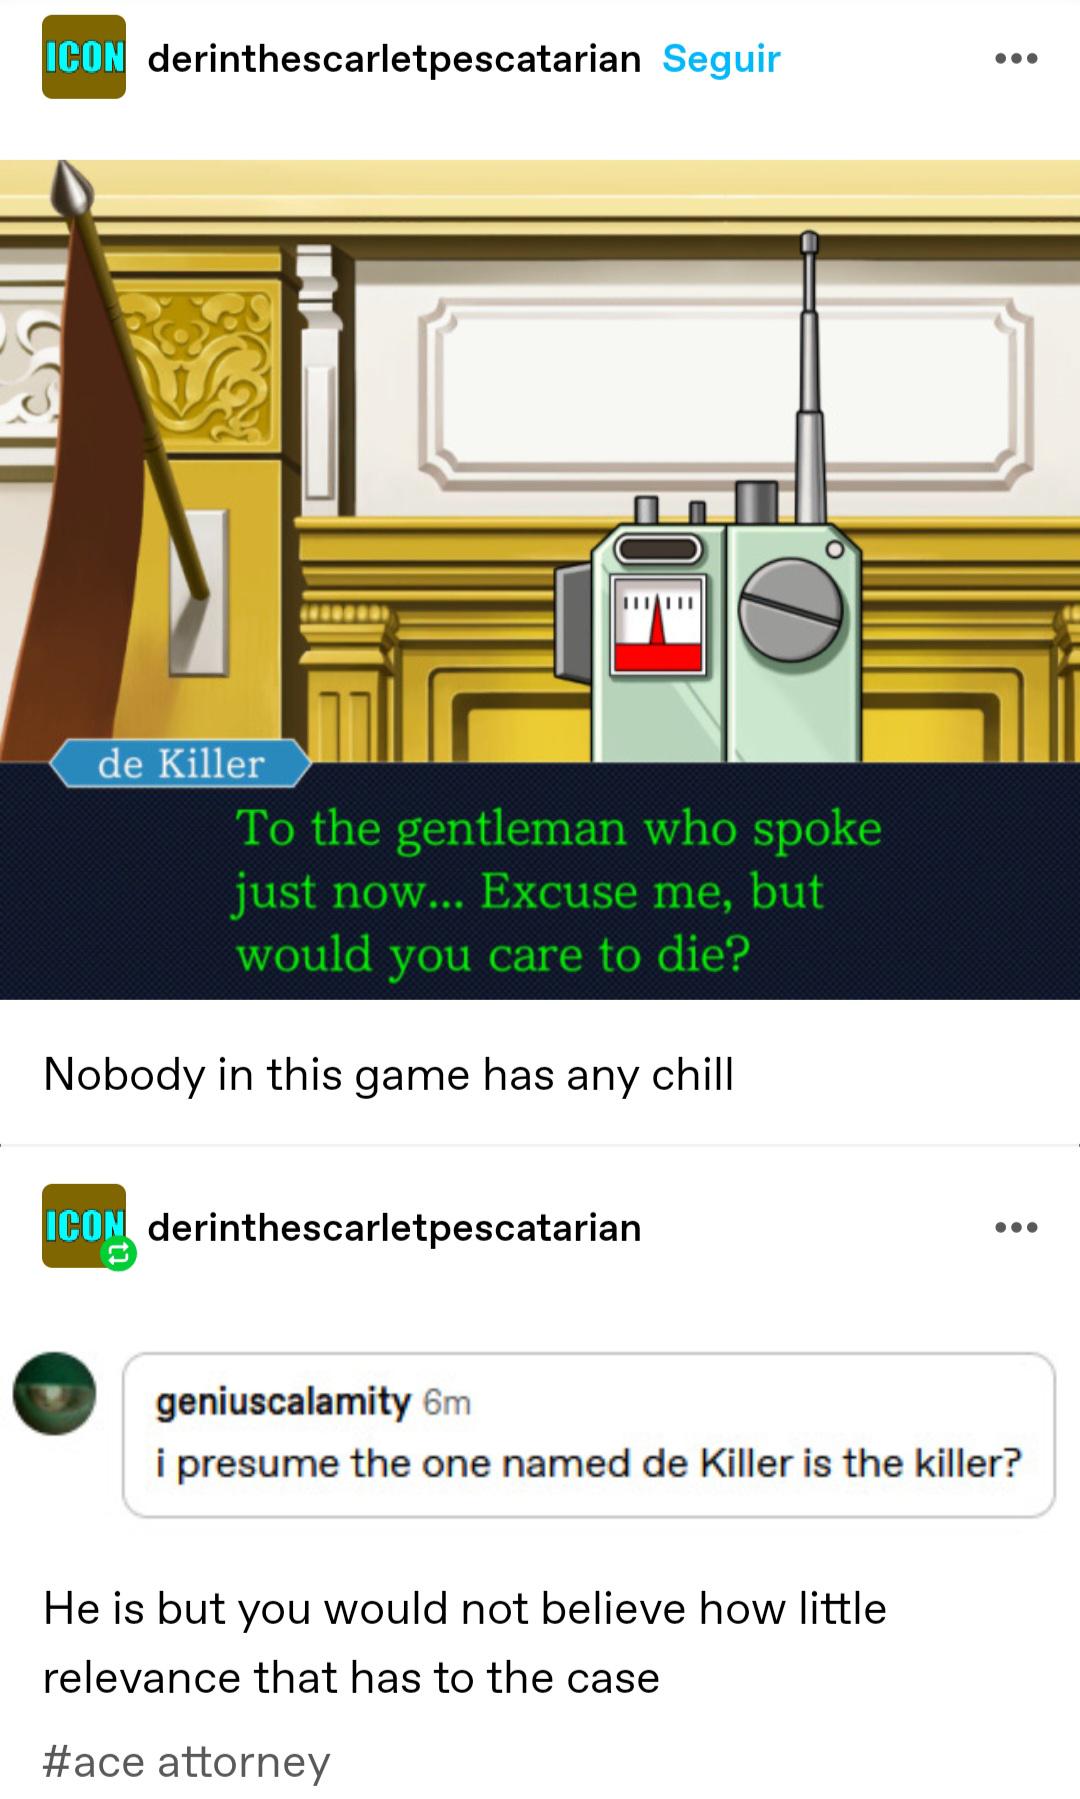 ICON
derinthescarletpescatarian Seguir
de Killer
To the gentleman who spoke
just now... Excuse me, but
would you care to die?
Nobody in this game has any chill
ICON
derinthescarletpescatarian
geniuscalamity 6m
i presume the one named de Killer is the killer?
He is but you would not believe how little
relevance that has to the case
#ace attorney